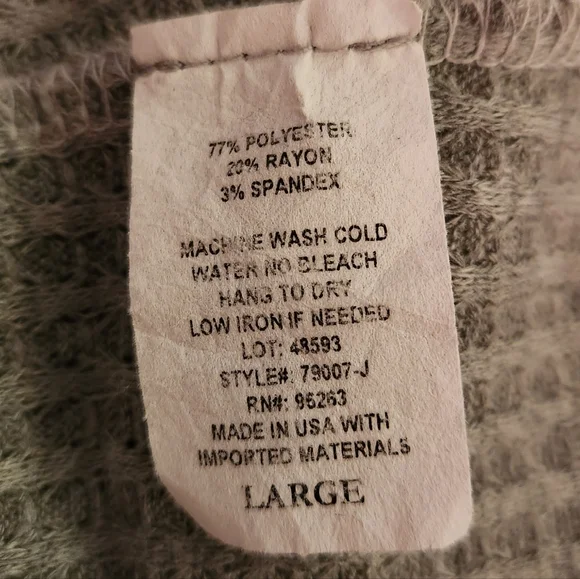 77% POLYESTER
20% RAYON
3% SPANDEX
MACHINE WASH COLD
WATER NO BLEACH
HANG TO DRY
LOW IRON IF NEEDED
LOT: 48593
STYLE#: 79007-J
RN#: 95263
MADE IN USA WITH
IMPORTED MATERIALS
LARGE